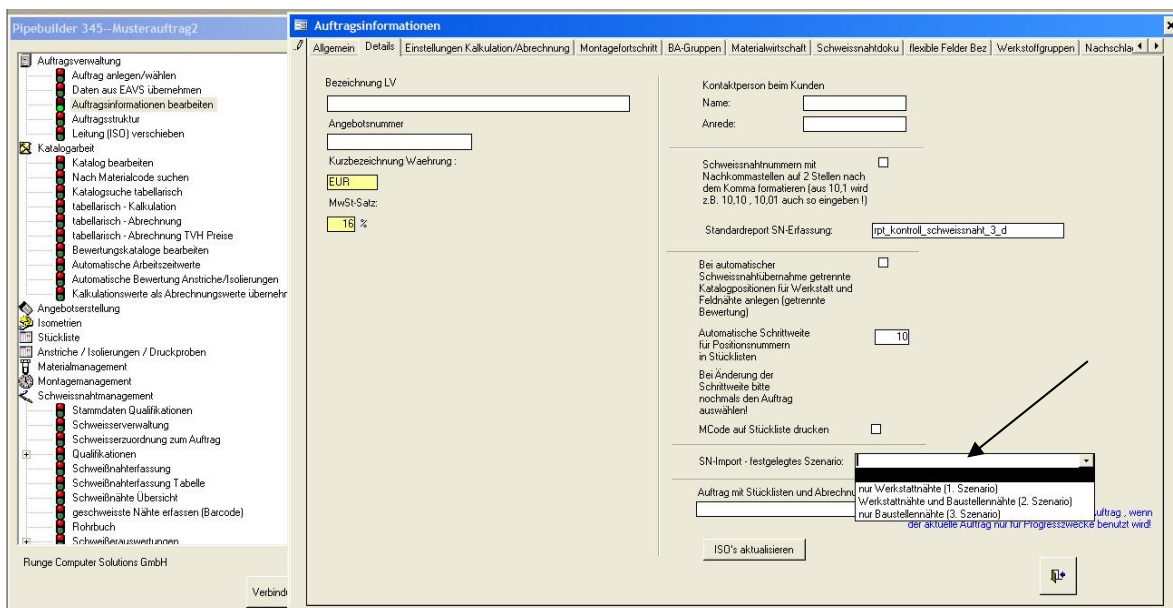 Pipebuilder 345--Musterauftrag2
Auftragsverwaltung
Auftrag anlegen/wählen
Daten aus EAVS übernehmen
Auftragsinformationen bearbeiten
Auftragsstruktur
Leitung (ISO) verschieben
Katalogarbeit
Katalog bearbeiten
Nach Materialcode suchen
Katalogsuche tabellarisch
tabellarisch - Kalkulation
tabellarisch - Abrechnung
tabellarisch - Abrechnung TVH Preise
Bewertungskataloge bearbeiten
Automatische Arbeitszeitwerte
Automatische Bewertung Anstriche/Isolierungen
Kalkulationswerte als Abrechnungswerte übernehr
Angebotserstellung
Isometrien
Stückliste
Anstriche / Isolierungen / Druckproben
Materialmanagement
Montagemanagement
Schweissnahtmanagement
Stammdaten Qualifikationen
Schweisserverwaltung
Schweisserzuordnung zum Auftrag
Qualifikationen
Schweißnahterfassung
Schweißnahterfassung Tabelle
Schweißnähte Übersicht
geschweisste Nähte erfassen (Barcode)
Rohrbuch
Schweißerauswertungen
Runge Computer Solutions GmbH
Verbind
Auftragsinformationen
Allgemein Details Einstellungen Kalkulation/Abrechnung Montagefortschritt BA-Gruppen Materialwirtschaft Schweissnahtdoku flexible Felder Bez Werkstoffgruppen Nachschlag
Bezeichnung LV
Angebotsnummer
Kurzbezeichnung Waehrung :
EUR
MwSt-Satz:
16 %
Kontaktperson beim Kunden
Name:
Anrede:
Schweissnahtnummern mit
Nachkommastellen auf 2 Stellen nach
dem Komma formatieren (aus 10,1 wird
z.B. 10,10 , 10,01 auch so eingeben !)
Standardreport SN-Erfassung: rpt_kontroll_schweissnaht_3_d
Bei automatischer
Schweissnahtübernahme getrennte
Katalogpositionen für Werkstatt und
Feldnähte anlegen (getrennte
Bewertung)
Automatische Schrittweite
für Positionsnummern
in Stücklisten
10
Bei Änderung der
Schrittweite bitte
nochmals den Auftrag
auswählen!
MCode auf Stückliste drucken
SN-Import - festgelegtes Szenario:
nur Werkstattnähte (1. Szenario)
Werkstattnähte und Baustellennähte (2. Szenario)
nur Baustellennähte (3. Szenario)
Auftrag mit Stücklisten und Abrechnu
uftrag , wenn
der aktuelle Auftrag nur für Progresszwecke benutzt wird!
ISO's aktualisieren